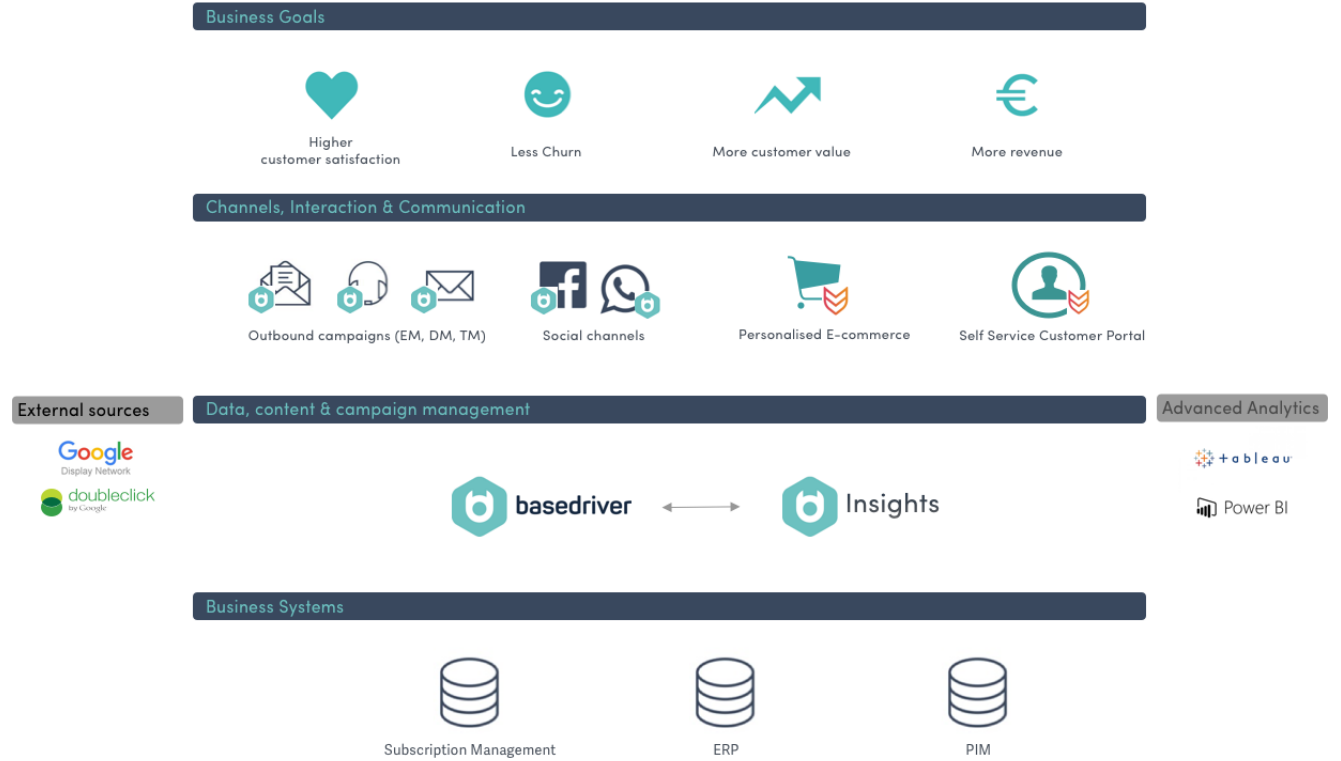 Business Goals
Higher
customer satisfaction
Less Churn
More customer value
More revenue
Channels, Interaction & Communication
Outbound campaigns (EM, DM, TM)
Social channels
Personalised E-commerce
Self Service Customer Portal
External sources
Google
Display Network
doubleclick
by Google
Data, content & campaign management
basedriver
Insights
Advanced Analytics
+ableau
Power BI
Business Systems
Subscription Management
ERP
PIM